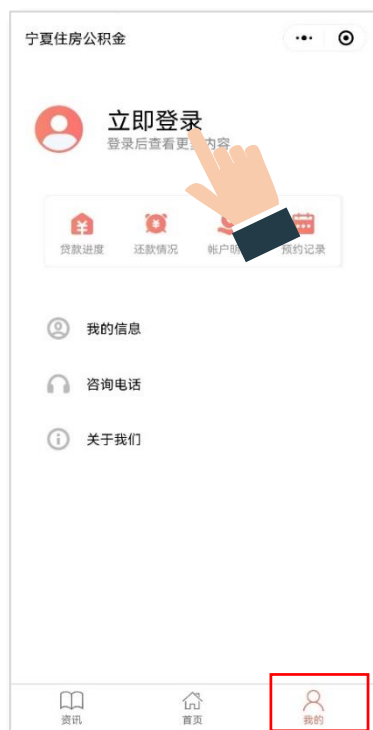 宁夏住房公积金
立即登录
登录后查看更 内容
贷款进度 还款情况 帐户明 预约记录
我的信息
咨询电话
关于我们
资讯 首页 我的